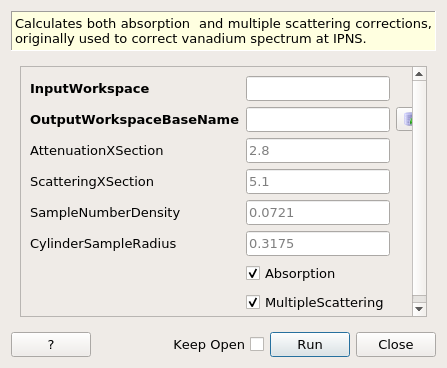 Calculates both absorption  and multiple scattering corrections,
originally used to correct vanadium spectrum at IPNS.
InputWorkspace
OutputWorkspaceBaseName
AttenuationXSection 2.8
ScatteringXSection 5.1
SampleNumberDensity 0.0721
CylinderSampleRadius 0.3175
Absorption
MultipleScattering
? Keep Open Run Close